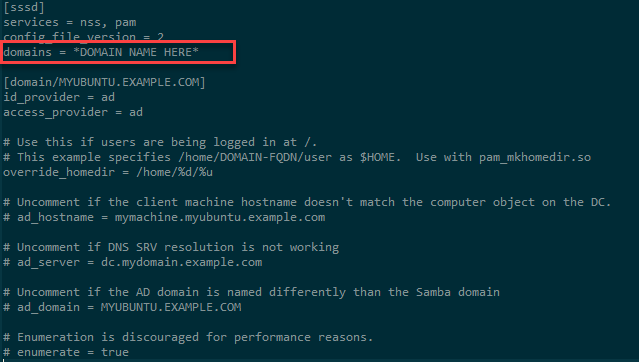 [sssd]
services = nss, pam
config_file_version = 2
domains = *DOMAIN NAME HERE*
[domain/MYUBUNTU.EXAMPLE.COM]
id_provider = ad
access_provider = ad
# Use this if users are being logged in at /.
# This example specifies /home/DOMAIN-FQDN/user as $HOME.  Use with pam_mkhomedir.so
override_homedir = /home/%d/%u
# Uncomment if the client machine hostname doesn't match the computer object on the DC.
# ad_hostname = mymachine.myubuntu.example.com
# Uncomment if DNS SRV resolution is not working
# ad_server = dc.mydomain.example.com
# Uncomment if the AD domain is named differently than the Samba domain
# ad_domain = MYUBUNTU.EXAMPLE.COM
# Enumeration is discouraged for performance reasons.
# enumerate = true